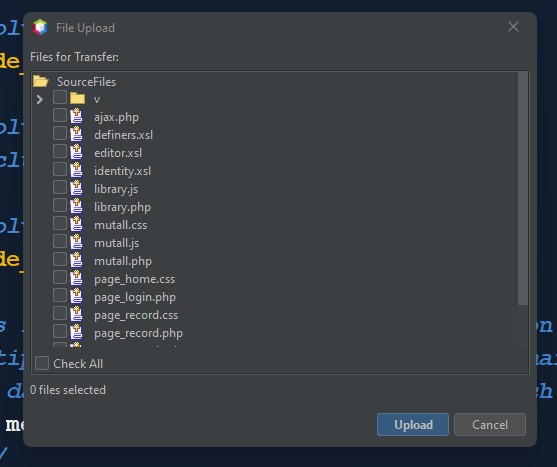 File Upload
Files for Transfer:
SourceFiles
v
ajax.php
definers.xsl
editor.xsl
identity.xsl
library.js
library.php
mutall.css
mutall.js
mutall.php
page_home.css
page_login.php
page_record.css
page_record.php
Check All
0 files selected
Upload Cancel